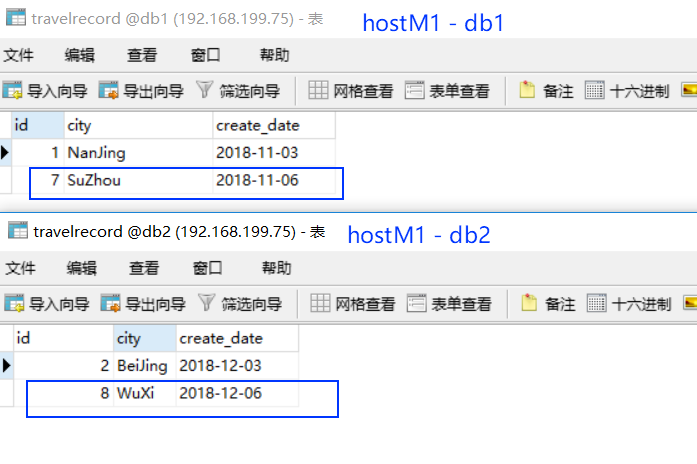 travelrecord @db1 (192.168.199.75) - 表
hostM1 - db1
文件 编辑 查看 窗口 帮助
导入向导 导出向导 筛选向导 网格查看 表单查看 备注 十六进制
id city create_date
1 NanJing 2018-11-03
7 SuZhou 2018-11-06
travelrecord @db2 (192.168.199.75) - 表
hostM1 - db2
文件 编辑 查看 窗口 帮助
导入向导 导出向导 筛选向导 网格查看 表单查看 备注 十六进制
id city create_date
2 BeiJing 2018-12-03
8 WuXi 2018-12-06